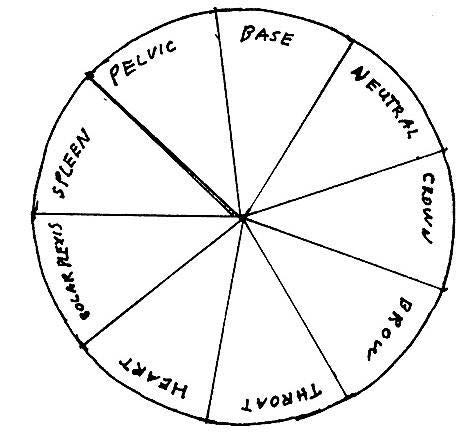 BASE
NEUTRAL
CROWN
BROW
THROAT
HEART
SOLAR PLEXIS
SPLEEN
PELVIC